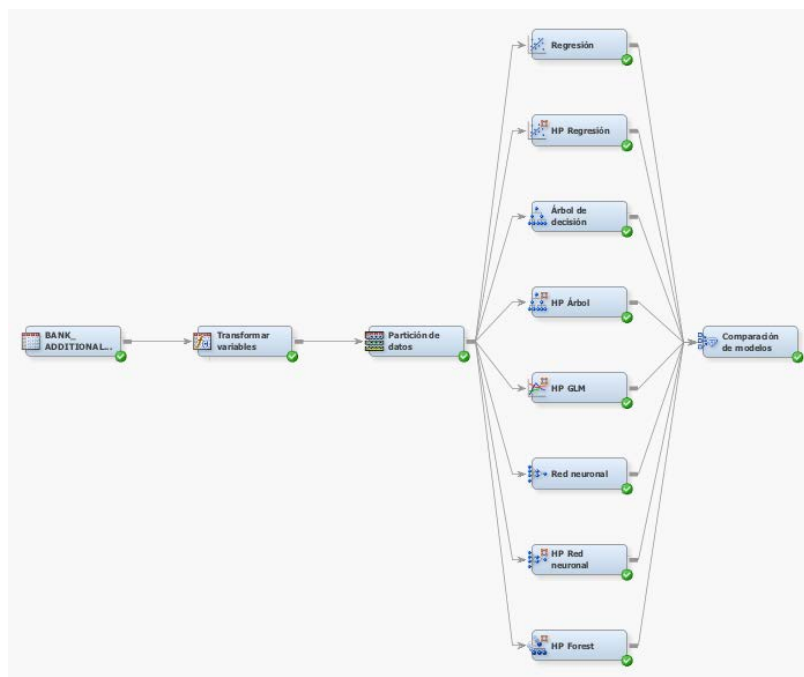 BANK_
ADDITIONAL...
Transformar
variables
Partición de
datos
Regresión
HP Regresión
Árbol de
decisión
HP Árbol
HP GLM
Red neuronal
HP Red
neuronal
HP Forest
Comparación
de modelos